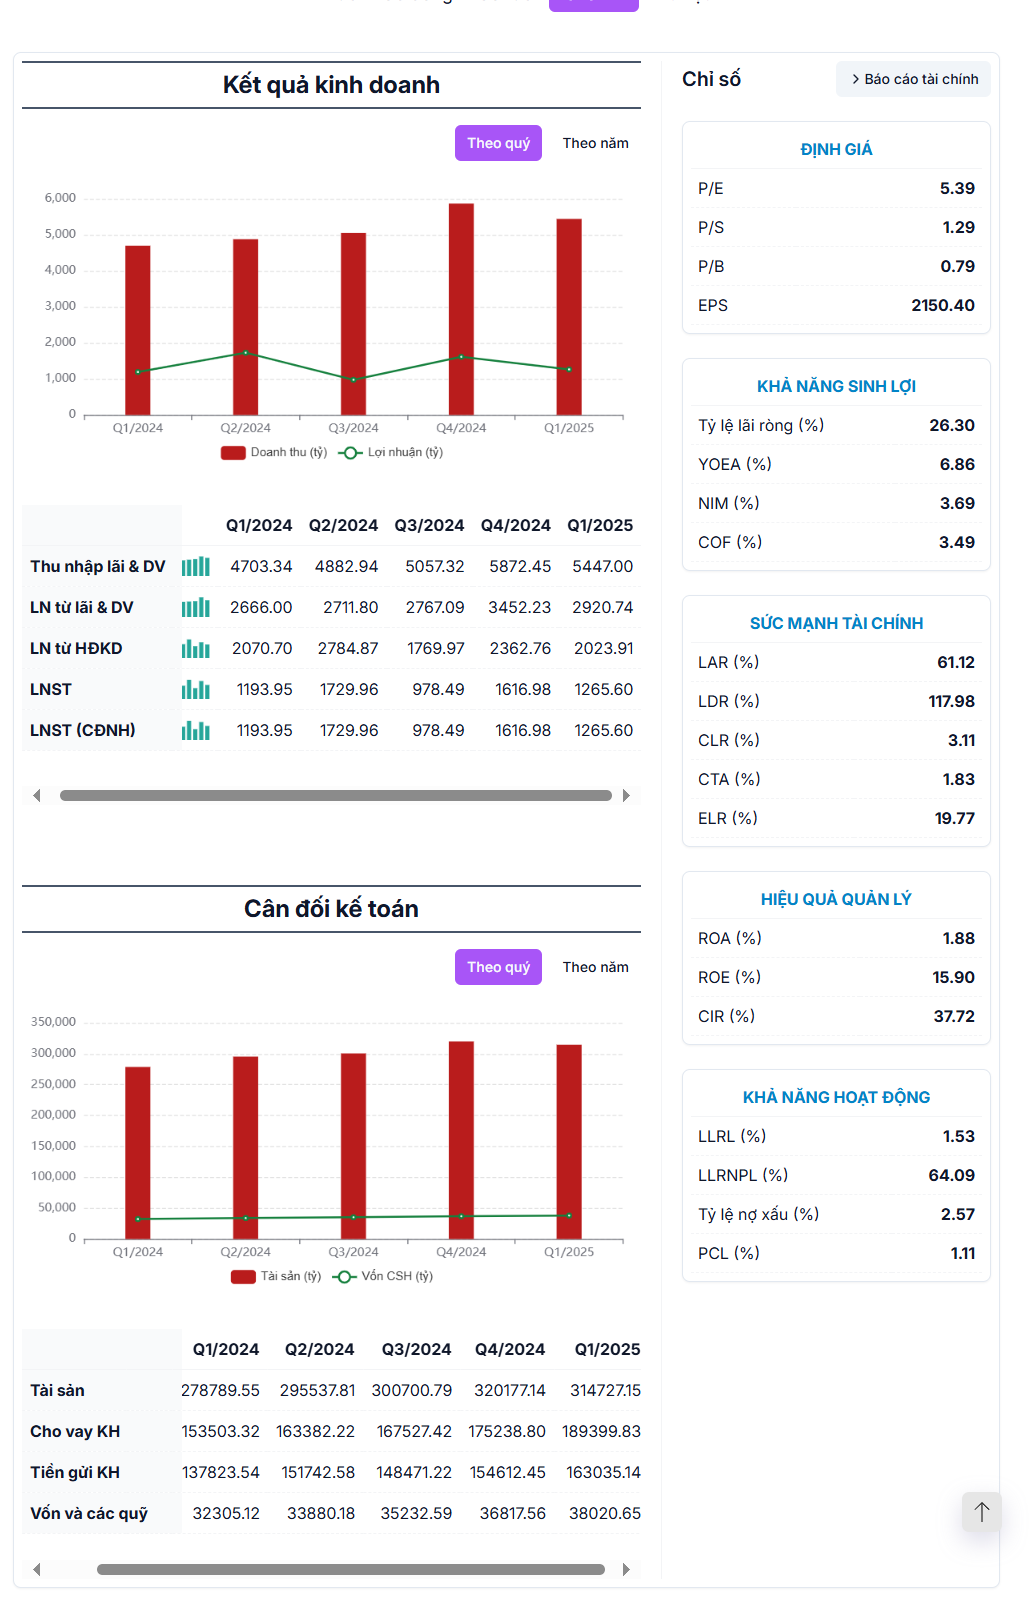 Kết quả kinh doanh
Theo quý Theo năm
6,000
5,000
4,000
3,000
2,000
1,000
0
Q1/2024 Q2/2024 Q3/2024 Q4/2024 Q1/2025
Doanh thu (tỷ) Lợi nhuận (tỷ)
Q1/2024 Q2/2024 Q3/2024 Q4/2024 Q1/2025
Thu nhập lãi & DV 4703.34 4882.94 5057.32 5872.45 5447.00
LN từ lãi & DV 2666.00 2711.80 2767.09 3452.23 2920.74
LN từ HĐKD 2070.70 2784.87 1769.97 2362.76 2023.91
LNST 1193.95 1729.96 978.49 1616.98 1265.60
LNST (CĐNH) 1193.95 1729.96 978.49 1616.98 1265.60
Cân đối kế toán
Theo quý Theo năm
350,000
300,000
250,000
200,000
150,000
100,000
50,000
0
Q1/2024 Q2/2024 Q3/2024 Q4/2024 Q1/2025
Tài sản (tỷ) Vốn CSH (tỷ)
Q1/2024 Q2/2024 Q3/2024 Q4/2024 Q1/2025
Tài sản 278789.55 295537.81 300700.79 320177.14 314727.15
Cho vay KH 153503.32 163382.22 167527.42 175238.80 189399.83
Tiền gửi KH 137823.54 151742.58 148471.22 154612.45 163035.14
Vốn và các quỹ 32305.12 33880.18 35232.59 36817.56 38020.65
Chỉ số
Báo cáo tài chính
ĐỊNH GIÁ
P/E 5.39
P/S 1.29
P/B 0.79
EPS 2150.40
KHẢ NĂNG SINH LỢI
Tỷ lệ lãi ròng (%) 26.30
YOEA (%) 6.86
NIM (%) 3.69
COF (%) 3.49
SỨC MẠNH TÀI CHÍNH
LAR (%) 61.12
LDR (%) 117.98
CLR (%) 3.11
CTA (%) 1.83
ELR (%) 19.77
HIỆU QUẢ QUẢN LÝ
ROA (%) 1.88
ROE (%) 15.90
CIR (%) 37.72
KHẢ NĂNG HOẠT ĐỘNG
LLRL (%) 1.53
LLRNPL (%) 64.09
Tỷ lệ nợ xấu (%) 2.57
PCL (%) 1.11